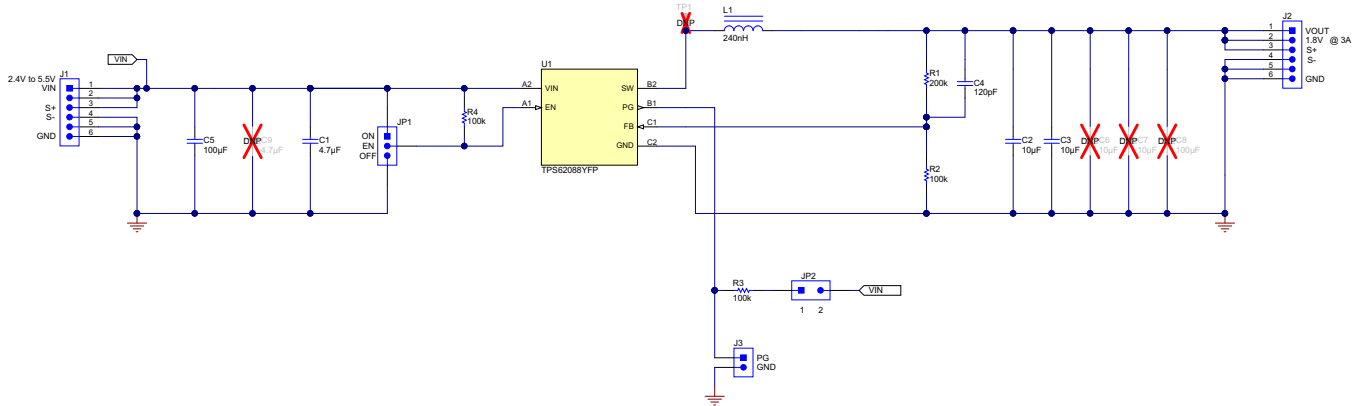 TP1
DNP
L1
240nH
J2
1 VOUT
2 1.8V @ 3A
3 S+
4 S-
5
6 GND
VIN
J1
2.4V to 5.5V
VIN 1
2
S+ 3
S- 4
5
GND 6
C5
100µF
DNP
C9
4.7µF
C1
4.7µF
JP1
ON
EN
OFF
R4
100k
U1
A2 VIN
A1 EN
SW B2
PG B1
FB C1
GND C2
TPS62088YFP
R1
200k
C4
120pF
R2
100k
C2
10µF
C3
10µF
DNP
C6
10µF
DNP
C7
10µF
DNP
C8
100µF
R3
100k
JP2
1 2
VIN
J3
PG
GND